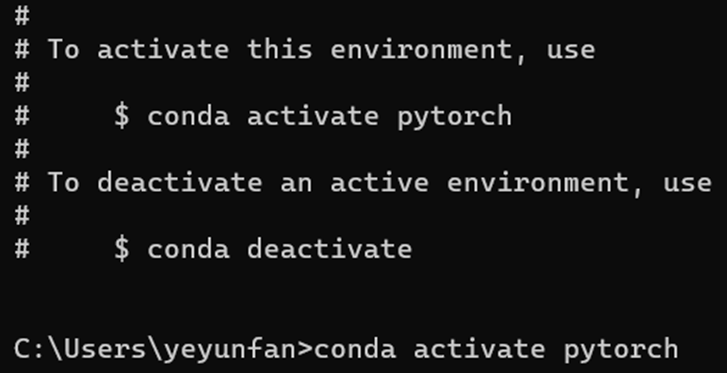 #
# To activate this environment, use
#
#     $ conda activate pytorch
#
# To deactivate an active environment, use
#
#     $ conda deactivate
C:\Users\yeyunfan>conda activate pytorch